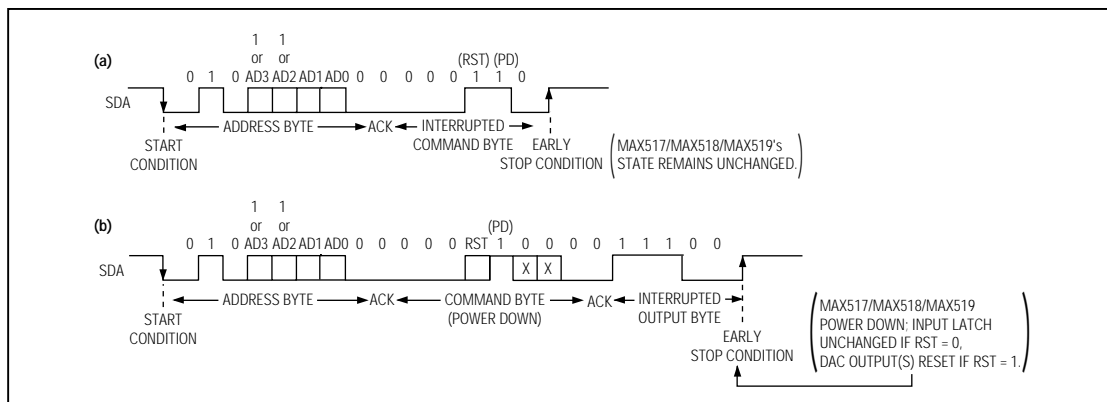 (a)
1 1
or or (RST) (PD)
0 1 0 AD3 AD2 AD1 AD0 0 0 0 0 0 1 1 0
SDA
ADDRESS BYTE ACK INTERRUPTED
COMMAND BYTE
START
CONDITION
EARLY
STOP CONDITION
(MAX517/MAX518/MAX519's
STATE REMAINS UNCHANGED.)
(b)
1 1
or or (PD)
0 1 0 AD3 AD2 AD1 AD0 0 0 0 0 RST 1 0 0 0 0 1 1 1 0 0
SDA
X X
ADDRESS BYTE ACK COMMAND BYTE
(POWER DOWN)
ACK INTERRUPTED
OUTPUT BYTE
START
CONDITION
EARLY
STOP CONDITION
(MAX517/MAX518/MAX519
POWER DOWN; INPUT LATCH
UNCHANGED IF RST = 0,
DAC OUTPUT(S) RESET IF RST = 1.)